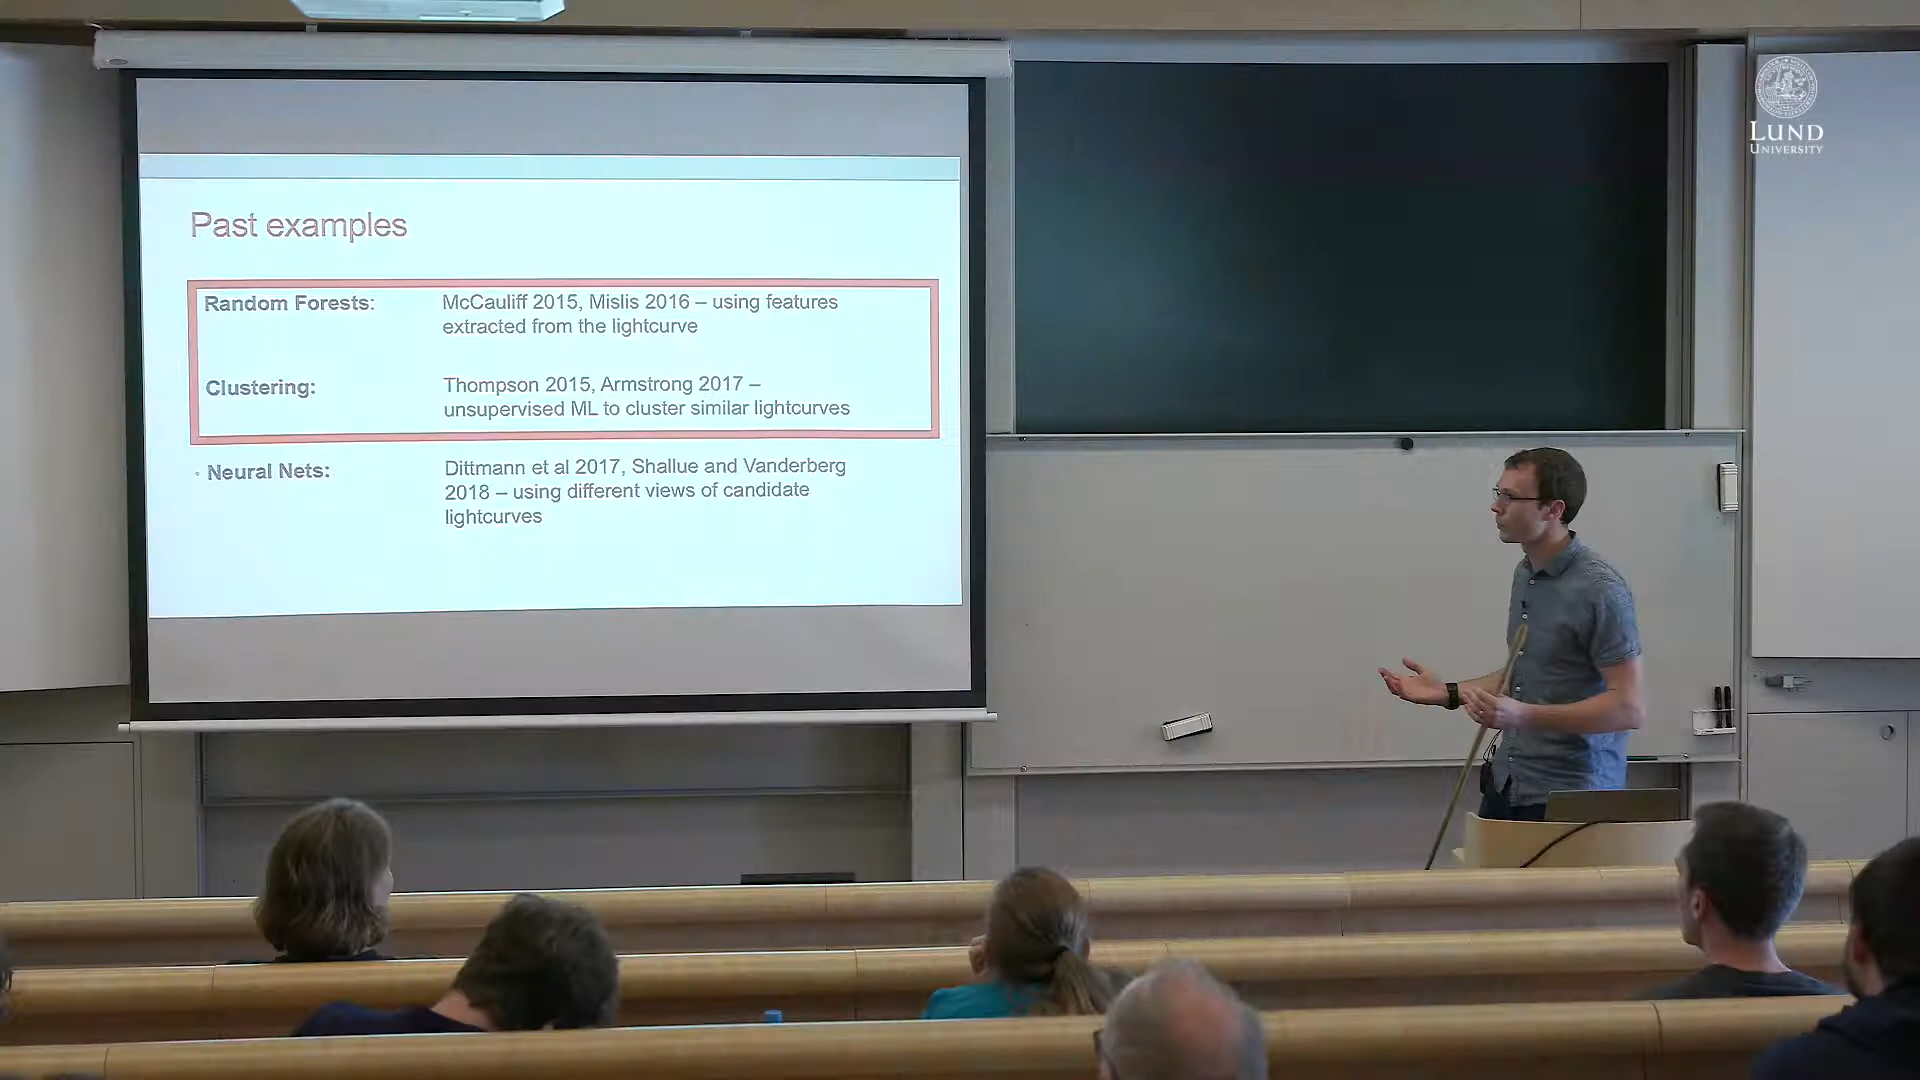 LUND
UNIVERSITY
Past examples
Random Forests:
McCauliff 2015, Mislis 2016 – using features
extracted from the lightcurve
Clustering:
Thompson 2015, Armstrong 2017 –
unsupervised ML to cluster similar lightcurves
• Neural Nets:
Dittmann et al 2017, Shallue and Vanderberg
2018 – using different views of candidate
lightcurves